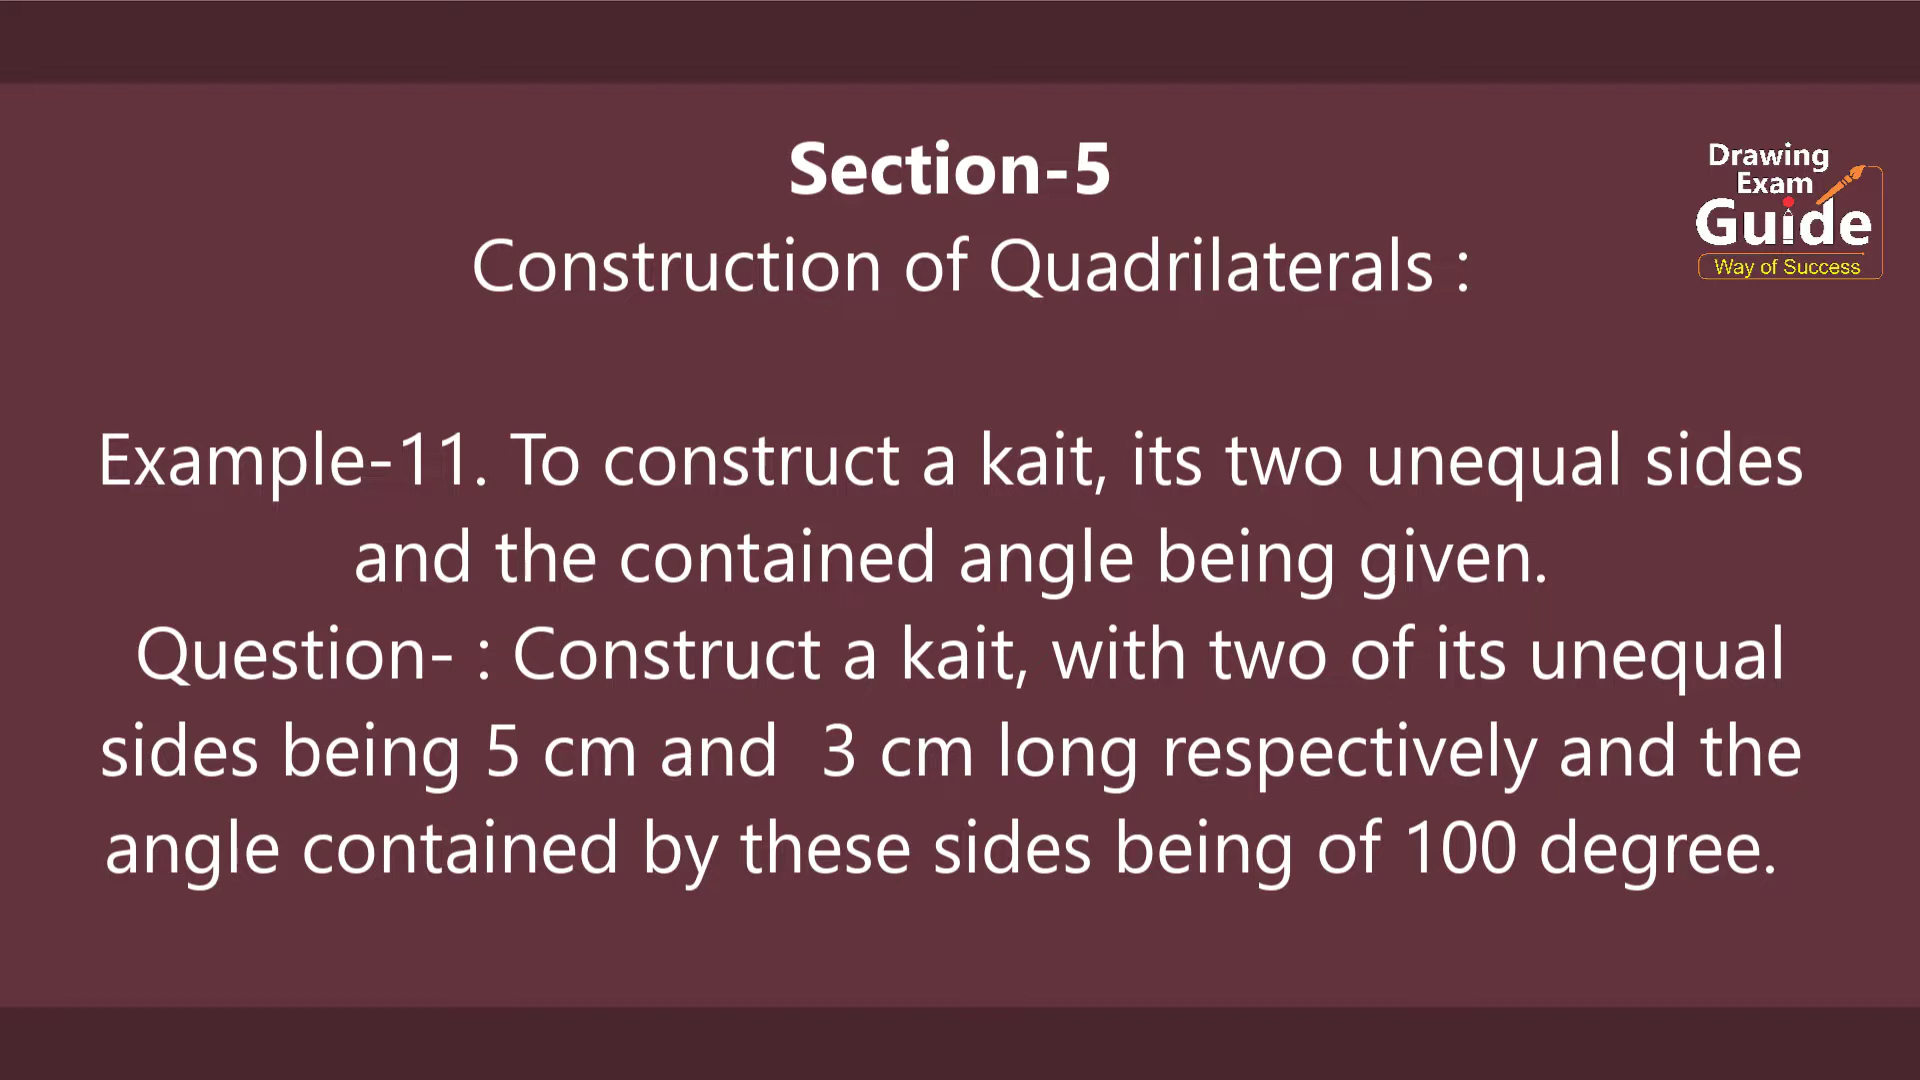 Section-5
Construction of Quadrilaterals :
Drawing
Exam
Guide
Way of Success
Example-11. To construct a kait, its two unequal sides
and the contained angle being given.
Question- : Construct a kait, with two of its unequal
sides being 5 cm and  3 cm long respectively and the
angle contained by these sides being of 100 degree.